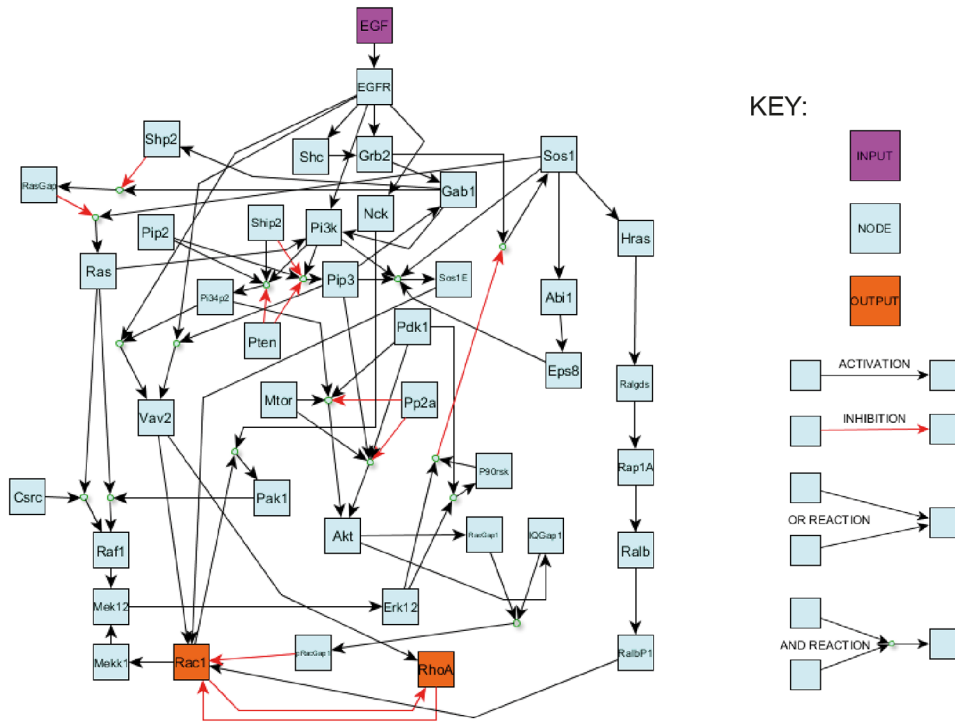 EGF
EGFR
KEY:
Shp2
Shc
Grb2
Sos1
INPUT
RasGap
Gab1
Nck
NODE
Pip2
Ship2
Pi3k
Hras
Ras
Pip3
Sos1E
Pi34p2
Abi1
OUTPUT
Pten
Pdk1
Eps8
ACTIVATION
Ralgds
Mtor
Pp2a
Vav2
INHIBITION
P90rsk
Rap1A
Csrc
Pak1
OR REACTION
Raf1
Akt
RasGap1
IQGap1
Ralb
Mek12
Erk12
AND REACTION
Mekk1
Rac1
pRacGap1
RhoA
RalbP1